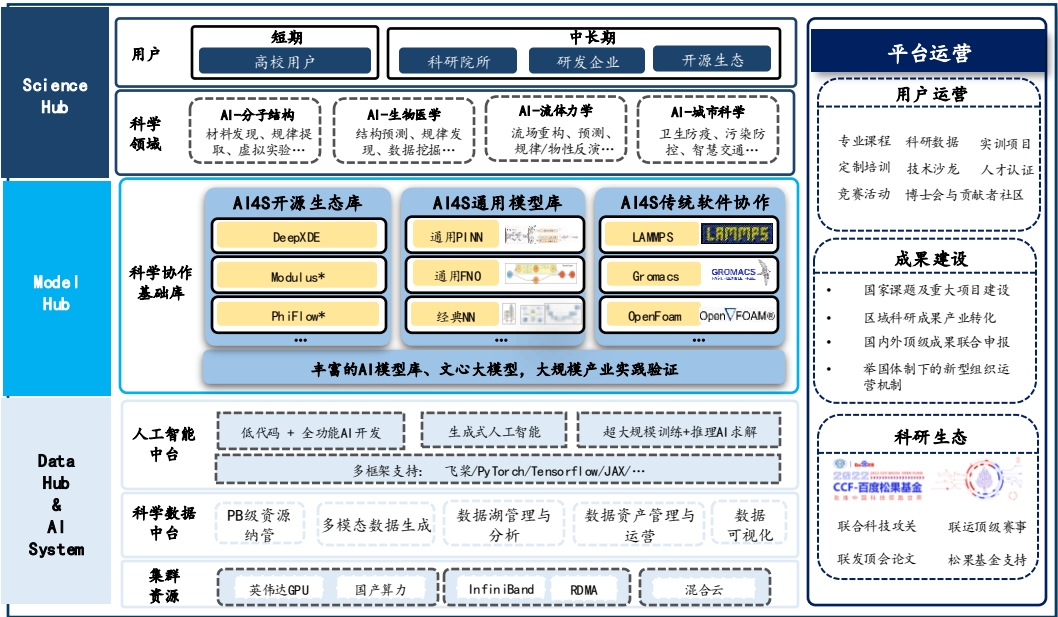 Science
Hub
用户
短期
高校用户
中长期
科研院所
研发企业
开源生态
科学
领域
AI-分子结构
材料发现、规律提
取、虚拟实验…
AI-生物医学
结构预测、规律发
现、数据挖掘…
AI-流体力学
流场重构、预测、
规律/物性反演…
AI-城市科学
卫生防疫、污染防
控、智慧交通…
Model
Hub
科学协作
基础库
AI4S开源生态库
DeepXDE
Modulus*
PhiFlow*
…
AI4S通用模型库
通用PINN
通用FNO
经典NN
…
AI4S传统软件协作
LAMMPS
LAMMPS
Gromacs
GROMACS
OpenFoam
Open∇FOAM®
…
丰富的AI模型库、文心大模型，大规模产业实践验证
Data
Hub
&
AI
System
人工智能
中台
低代码 + 全功能AI开发
生成式人工智能
超大规模训练+推理AI求解
多框架支持： 飞桨/PyTorch/Tensorflow/JAX/…
科学数据
中台
PB级资源
纳管
多模态数据生成
数据湖管理与
分析
数据资产管理与
运营
数据
可视化
集群
资源
英伟达GPU
国产算力
InfiniBand
RDMA
混合云
平台运营
用户运营
专业课程
科研数据
实训项目
定制培训
技术沙龙
人才认证
竞赛活动
博士会与贡献者社区
成果建设
• 国家课题及重大项目建设
• 区域科研成果产业转化
• 国内外顶级成果联合申报
• 举国体制下的新型组织运
营机制
科研生态
2022
CCF-百度松果基金
联合科技攻关
联运顶级赛事
联发顶会论文
松果基金支持